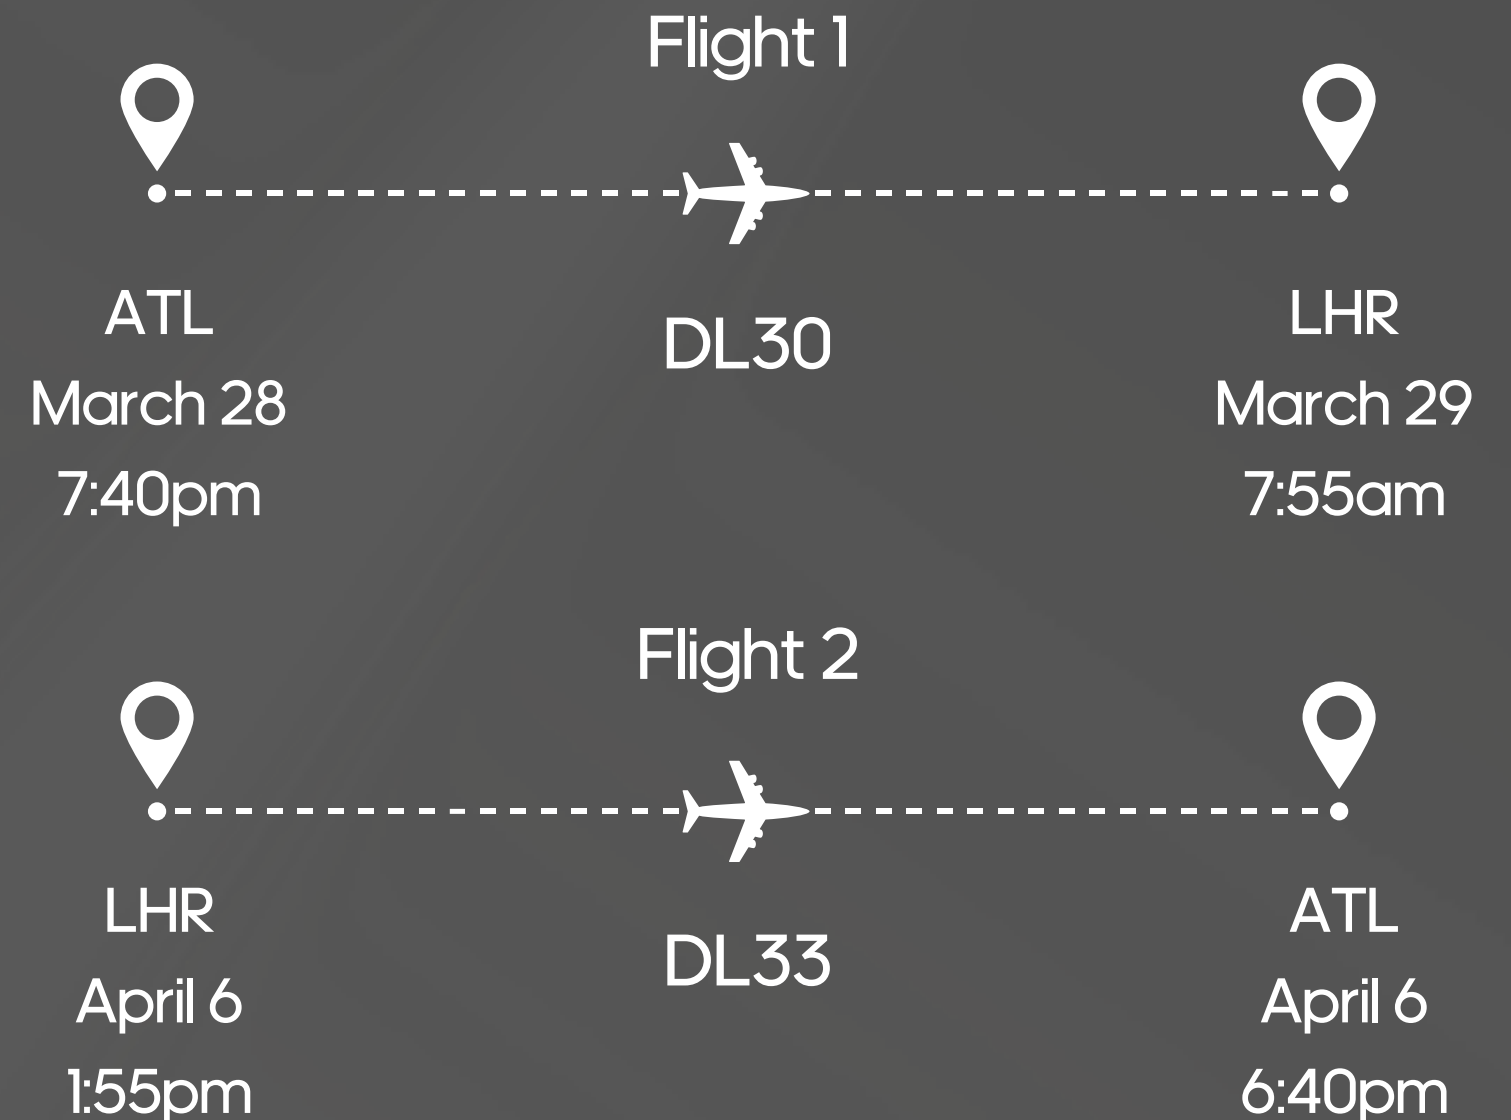 Flight 1
ATL
March 28
7:40pm
DL30
LHR
March 29
7:55am
Flight 2
LHR
April 6
1:55pm
DL33
ATL
April 6
6:40pm